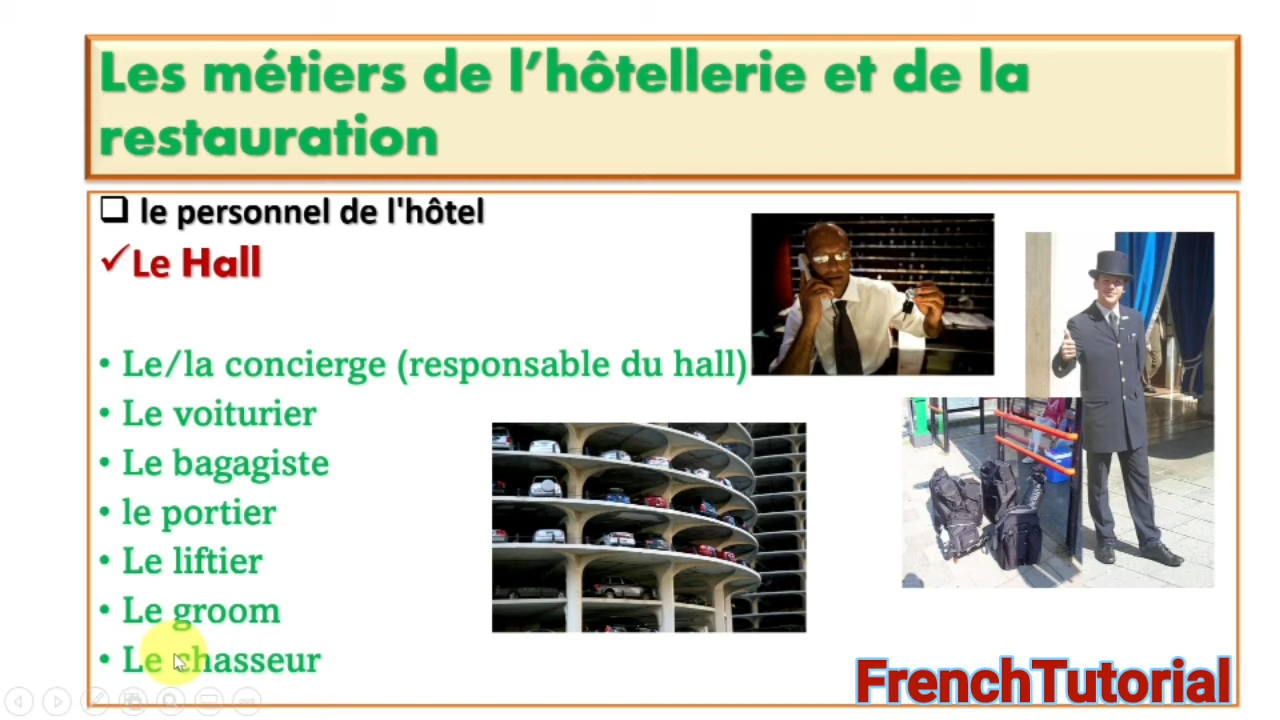 Les métiers de l’hôtellerie et de la
restauration
❑ le personnel de l'hôtel
✓Le Hall
• Le/la concierge (responsable du hall)
• Le voiturier
• Le bagagiste
• le portier
• Le liftier
• Le groom
• Le chasseur
FrenchTutorial